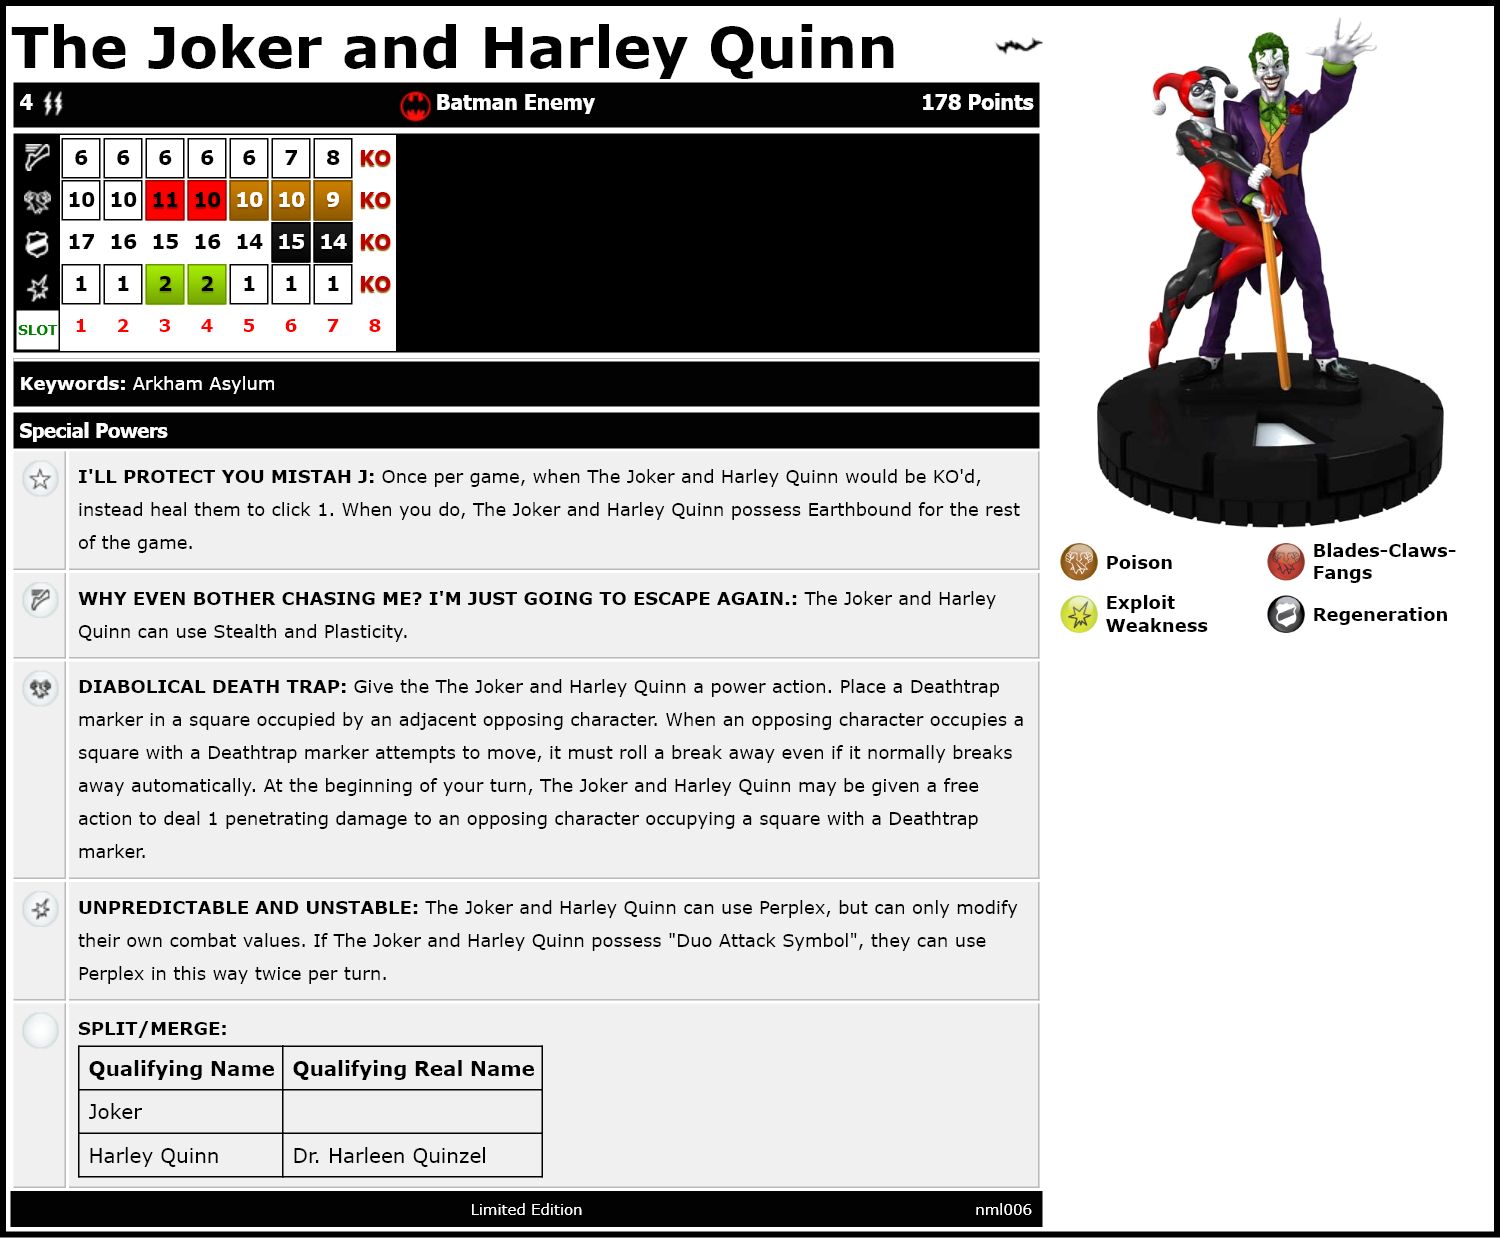 The Joker and Harley Quinn
4 Batman Enemy 178 Points
6 6 6 6 6 7 8 KO
10 10 11 10 10 10 9 KO
17 16 15 16 14 15 14 KO
1 1 2 2 1 1 1 KO
SLOT 1 2 3 4 5 6 7 8
Keywords: Arkham Asylum
Special Powers
I'LL PROTECT YOU MISTAH J: Once per game, when The Joker and Harley Quinn would be KO'd,
instead heal them to click 1. When you do, The Joker and Harley Quinn possess Earthbound for the rest
of the game.
WHY EVEN BOTHER CHASING ME? I'M JUST GOING TO ESCAPE AGAIN.: The Joker and Harley
Quinn can use Stealth and Plasticity.
DIABOLICAL DEATH TRAP: Give the The Joker and Harley Quinn a power action. Place a Deathtrap
marker in a square occupied by an adjacent opposing character. When an opposing character occupies a
square with a Deathtrap marker attempts to move, it must roll a break away even if it normally breaks
away automatically. At the beginning of your turn, The Joker and Harley Quinn may be given a free
action to deal 1 penetrating damage to an opposing character occupying a square with a Deathtrap
marker.
UNPREDICTABLE AND UNSTABLE: The Joker and Harley Quinn can use Perplex, but can only modify
their own combat values. If The Joker and Harley Quinn possess "Duo Attack Symbol", they can use
Perplex in this way twice per turn.
SPLIT/MERGE:
Qualifying Name Qualifying Real Name
Joker
Harley Quinn Dr. Harleen Quinzel
Limited Edition nml006
Poison
Blades-Claws-
Fangs
Exploit
Weakness
Regeneration